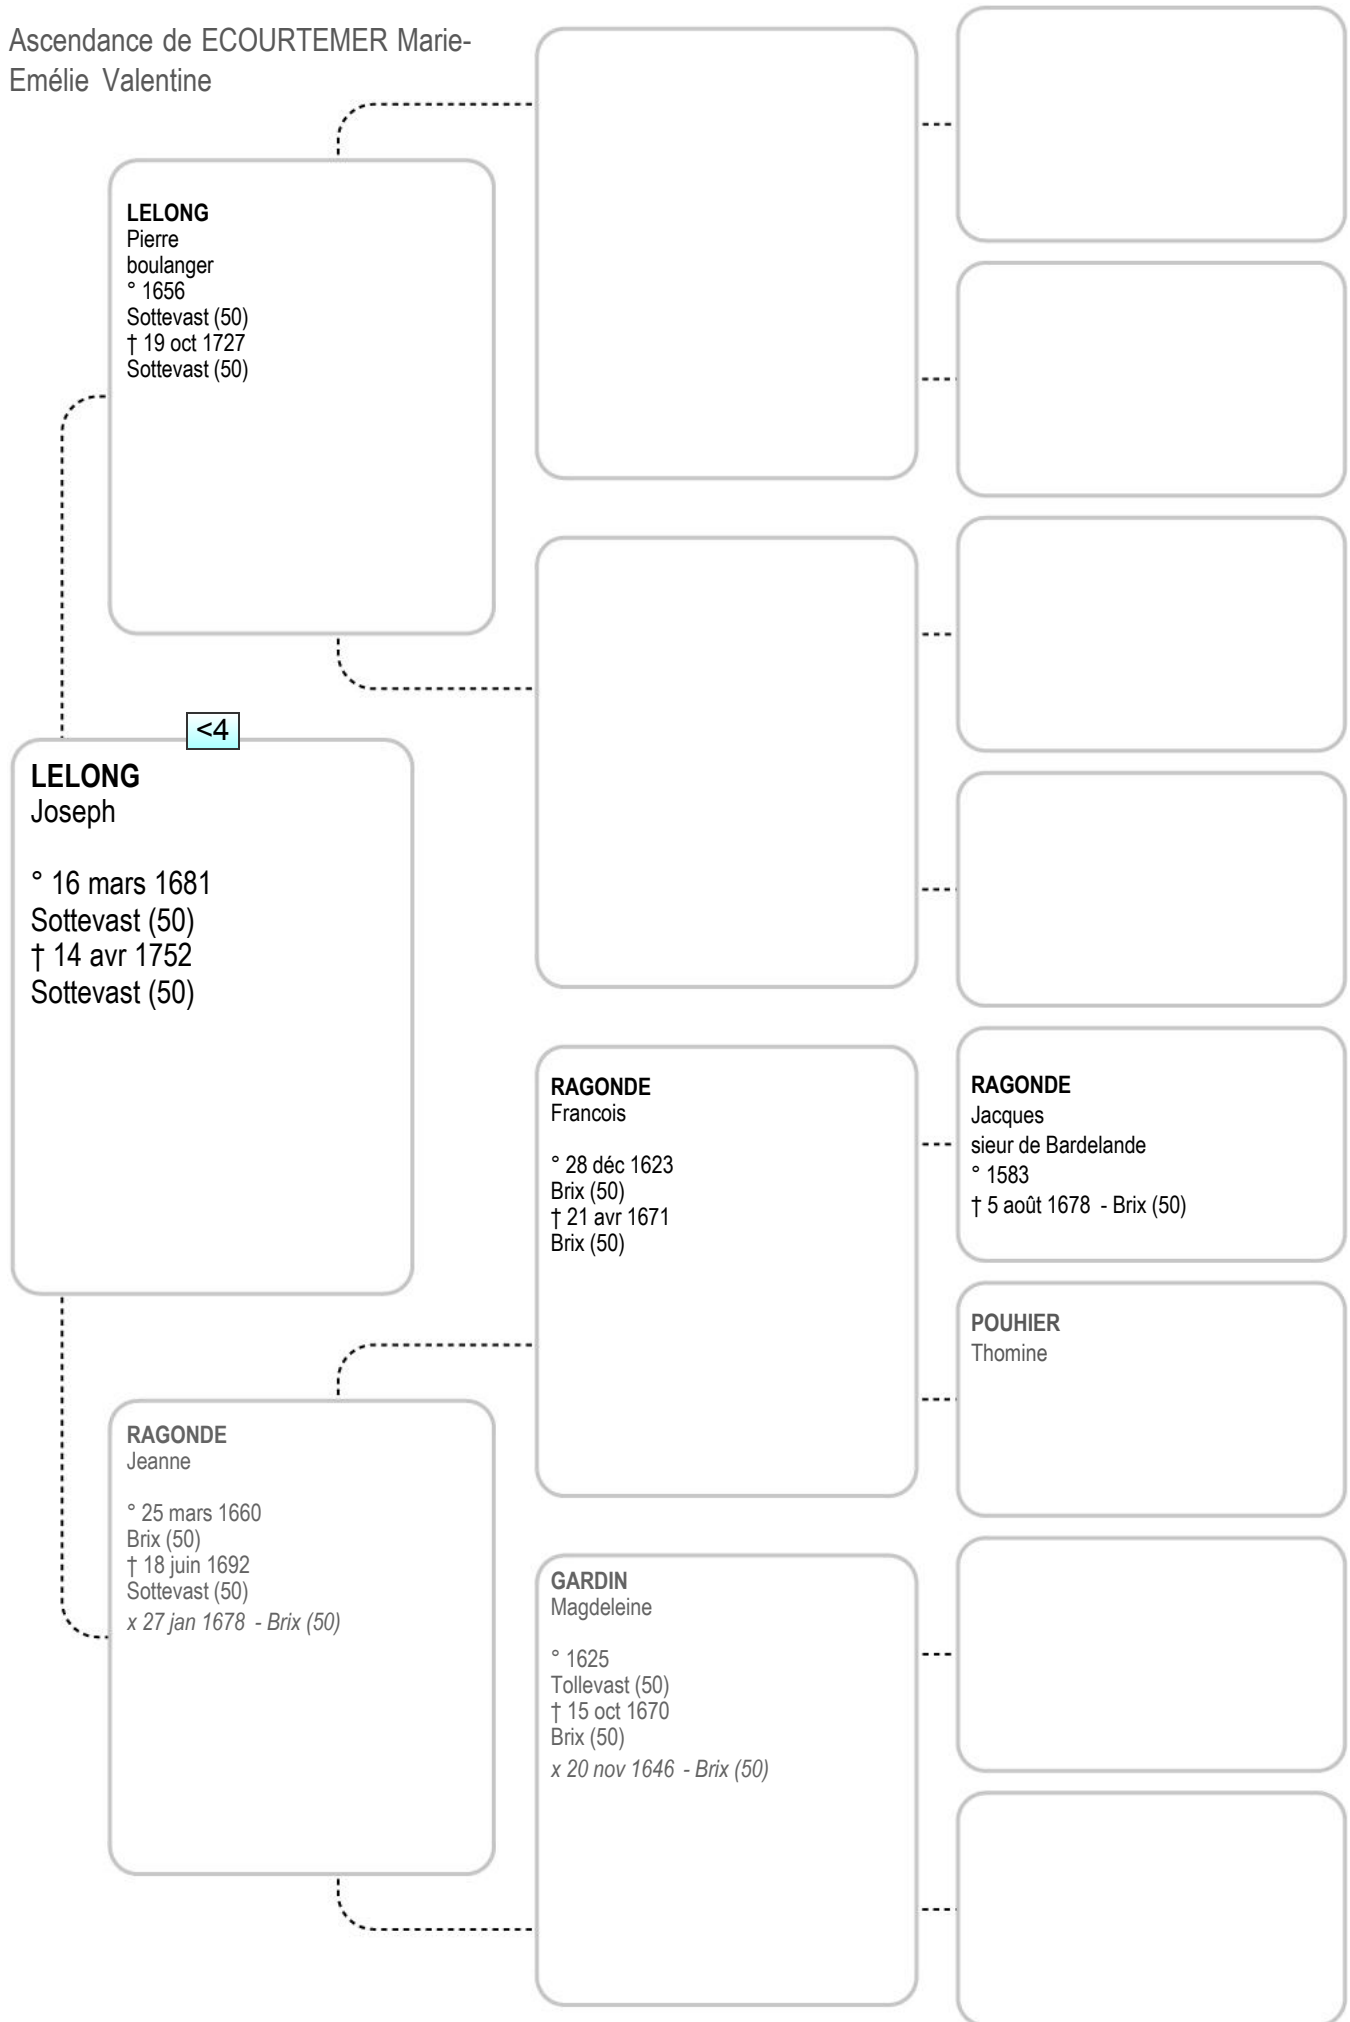 Ascendance de ECOURTEMER Marie-
Emélie Valentine
LELONG
Pierre
boulanger
° 1656
Sottevast (50)
† 19 oct 1727
Sottevast (50)
<4
LELONG
Joseph
° 16 mars 1681
Sottevast (50)
† 14 avr 1752
Sottevast (50)
RAGONDE
Jeanne
° 25 mars 1660
Brix (50)
† 18 juin 1692
Sottevast (50)
x 27 jan 1678 - Brix (50)
RAGONDE
Francois
° 28 déc 1623
Brix (50)
† 21 avr 1671
Brix (50)
GARDIN
Magdeleine
° 1625
Tollevast (50)
† 15 oct 1670
Brix (50)
x 20 nov 1646 - Brix (50)
RAGONDE
Jacques
sieur de Bardelande
° 1583
† 5 août 1678 - Brix (50)
POUHIER
Thomine